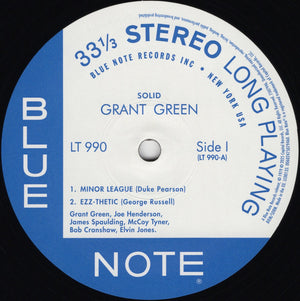 33 1/3 STEREO LONG PLAYING
BLUE NOTE RECORDS INC • NEW YORK USA
SOLID
GRANT GREEN
LT 990
Side I
(LT 990-A)
1. MINOR LEAGUE (Duke Pearson)
2. EZZ-THETIC (George Russell)
Grant Green, Joe Henderson,
James Spaulding, McCoy Tyner,
Bob Cranshaw, Elvin Jones.
BLUE
NOTE
®